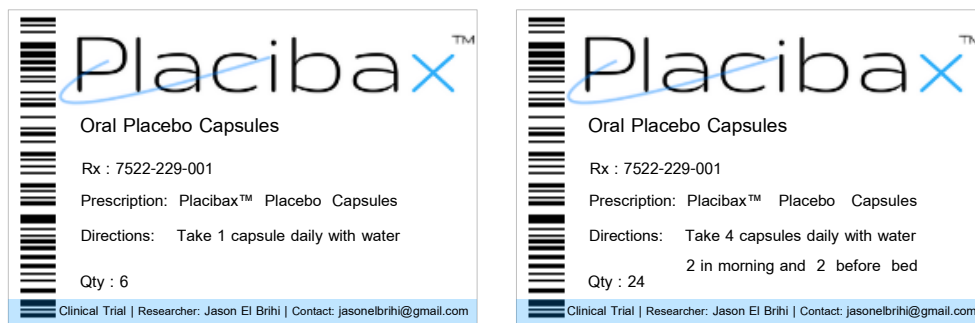 Placibax™
Oral Placebo Capsules
Rx : 7522-229-001
Prescription: Placibax™ Placebo Capsules
Directions: Take 1 capsule daily with water
Qty : 6
Clinical Trial | Researcher: Jason El Brihi | Contact: jasonelbrihi@gmail.com
Placibax™
Oral Placebo Capsules
Rx : 7522-229-001
Prescription: Placibax™ Placebo Capsules
Directions: Take 4 capsules daily with water
2 in morning and 2 before bed
Qty : 24
Clinical Trial | Researcher: Jason El Brihi | Contact: jasonelbrihi@gmail.com